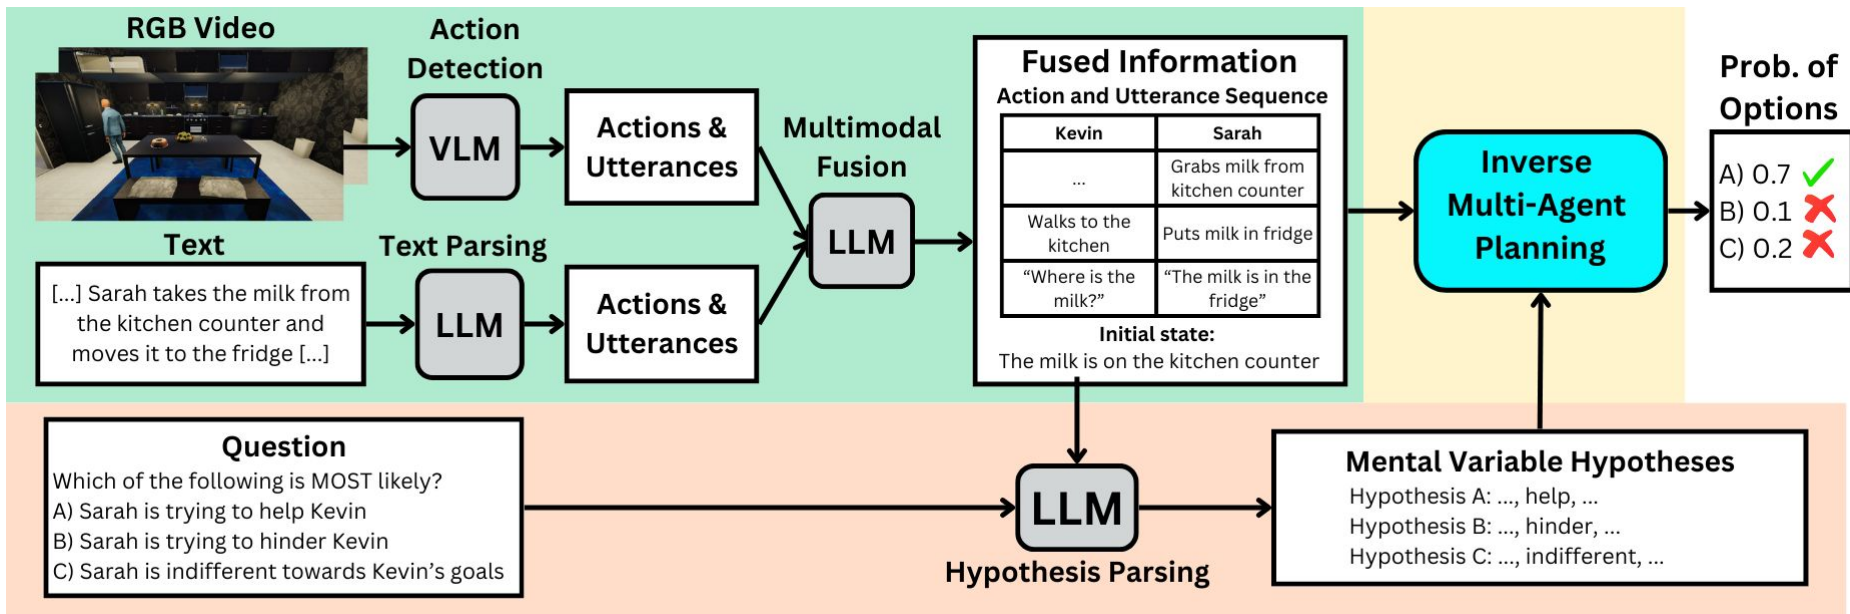 RGB Video
Action
Detection
VLM
Actions &
Utterances
Text
[...] Sarah takes the milk from
the kitchen counter and
moves it to the fridge [...]
Text Parsing
LLM
Actions &
Utterances
Multimodal
Fusion
LLM
Fused Information
Action and Utterance Sequence
Kevin
Sarah
...
Grabs milk from
kitchen counter
Walks to the
kitchen
Puts milk in fridge
“Where is the
milk?”
“The milk is in the
fridge”
Initial state:
The milk is on the kitchen counter
Inverse
Multi-Agent
Planning
Prob. of
Options
A) 0.7
B) 0.1
C) 0.2
Question
Which of the following is MOST likely?
A) Sarah is trying to help Kevin
B) Sarah is trying to hinder Kevin
C) Sarah is indifferent towards Kevin’s goals
LLM
Hypothesis Parsing
Mental Variable Hypotheses
Hypothesis A: ..., help, ...
Hypothesis B: ..., hinder, ...
Hypothesis C: ..., indifferent, ...